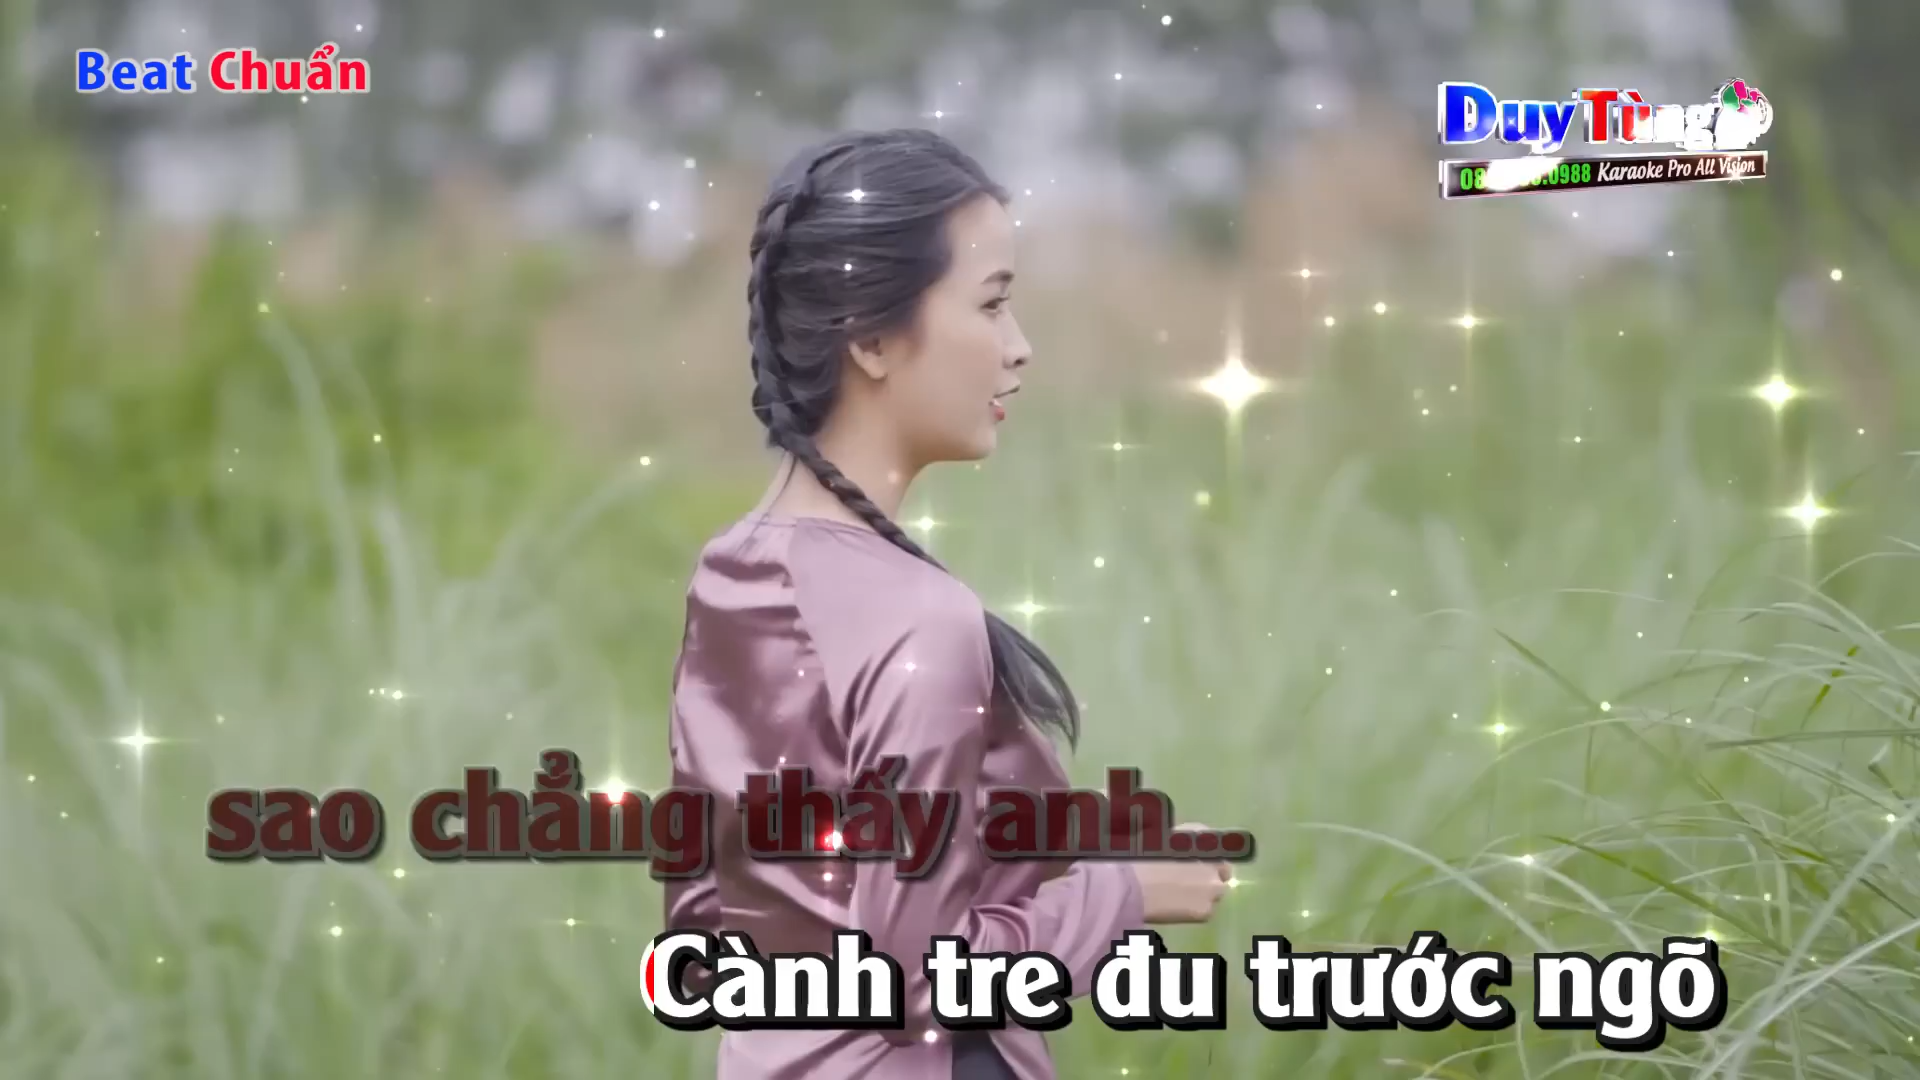 Beat Chuẩn
Duy Tùng
Karaoke Pro All Vision
sao chẳng thấy anh...
Cành tre đu trước ngõ